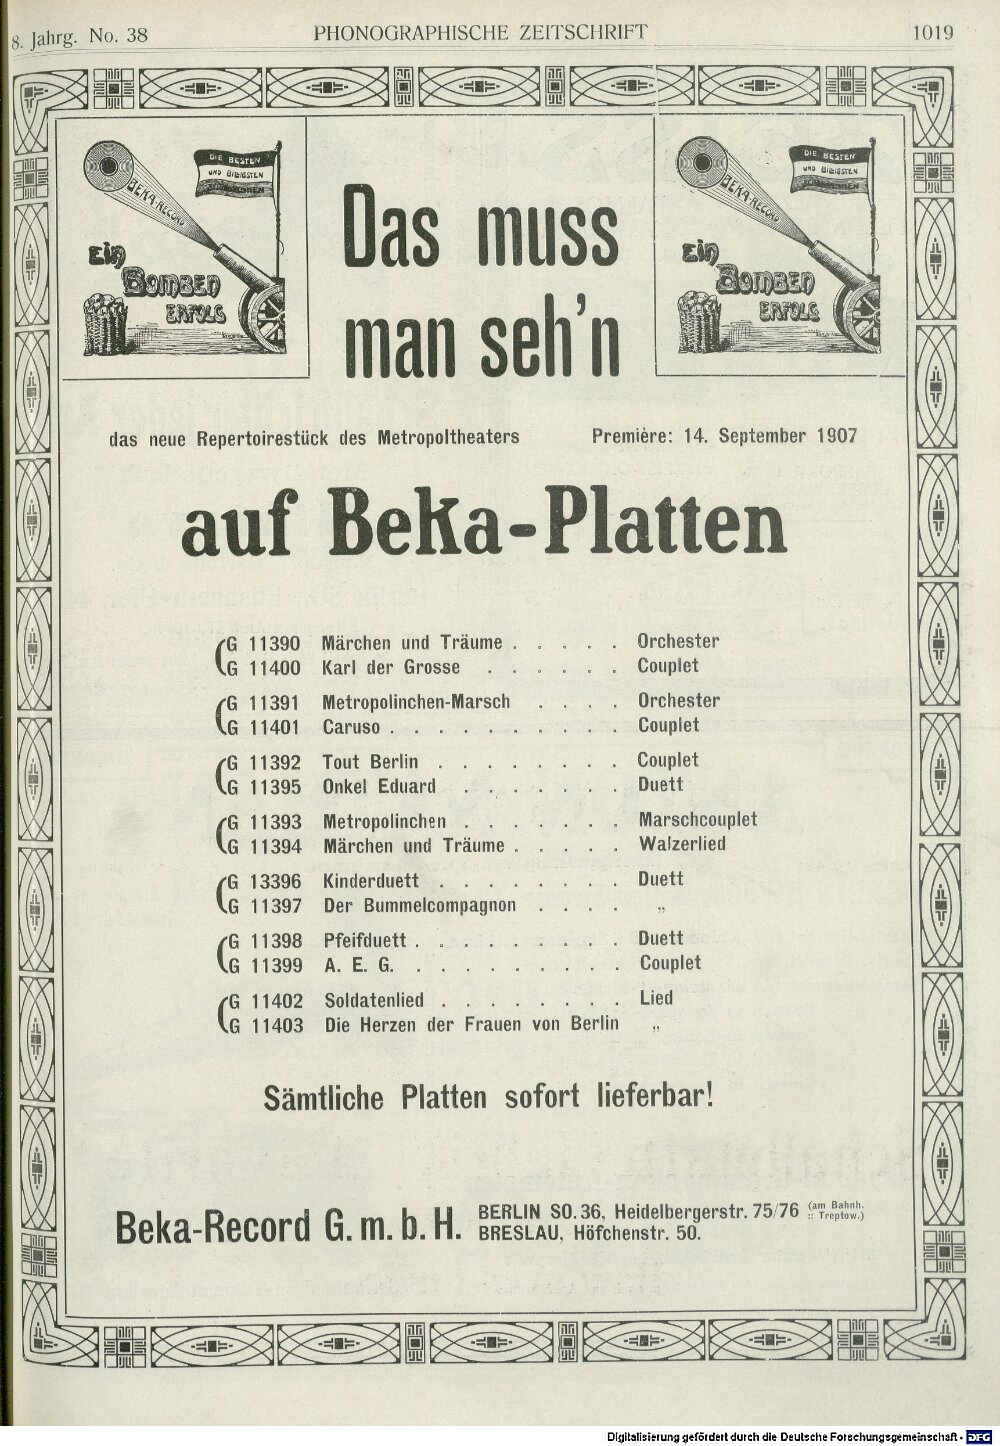 8. Jahrg. No. 38 PHONOGRAPHISCHE ZEITSCHRIFT 1019
DIE BESTEN
UND BILLIGSTEN
BEKA-RECORD
Ein
BOMBEN
ERFOLG
Das muss
man seh'n
DIE BESTEN
UND BILLIGSTEN
BEKA-RECORD
Ein
BOMBEN
ERFOLG
das neue Repertoirestück des Metropoltheaters Première: 14. September 1907
auf Beka-Platten
G 11390 Märchen und Träume . . . . . Orchester
G 11400 Karl der Grosse . . . . . . Couplet
G 11391 Metropolinchen-Marsch . . . . Orchester
G 11401 Caruso . . . . . . . . . . Couplet
G 11392 Tout Berlin . . . . . . . . Couplet
G 11395 Onkel Eduard . . . . . . . Duett
G 11393 Metropolinchen . . . . . . . Marschcouplet
G 11394 Märchen und Träume . . . . . Walzerlied
G 13396 Kinderduett . . . . . . . . Duett
G 11397 Der Bummelcompagnon . . . . „
G 11398 Pfeifduett . . . . . . . . . Duett
G 11399 A. E. G. . . . . . . . . . . Couplet
G 11402 Soldatenlied . . . . . . . . Lied
G 11403 Die Herzen der Frauen von Berlin „
Sämtliche Platten sofort lieferbar!
Beka-Record G. m. b. H. BERLIN SO. 36, Heidelbergerstr. 75/76 (am Bahnh. :: Treptow.)
BRESLAU, Höfchenstr. 50.
Digitalisierung gefördert durch die Deutsche Forschungsgemeinschaft - DFG